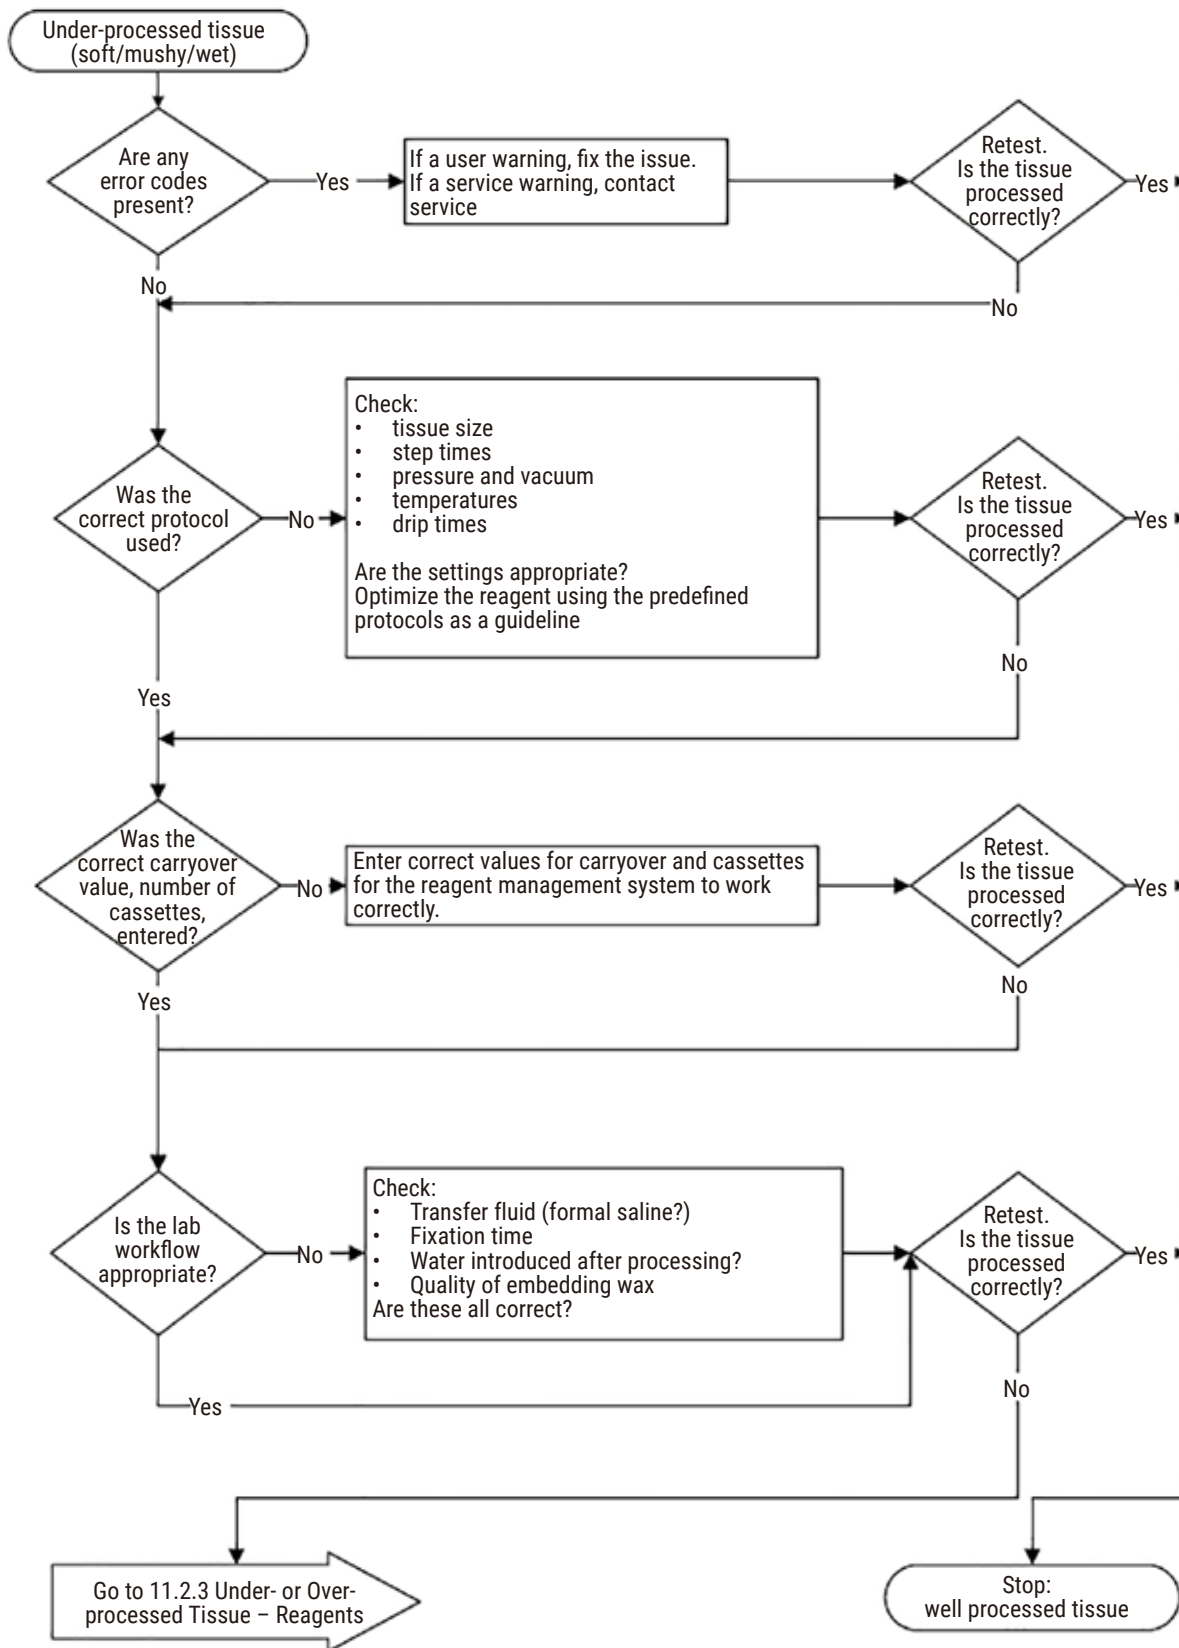 Under-processed tissue
(soft/mushy/wet)
Are any
error codes
present?
Yes
If a user warning, fix the issue.
If a service warning, contact
service
Retest.
Is the tissue
processed
correctly?
Yes
No
No
Was the
correct protocol
used?
No
Check:
• tissue size
• step times
• pressure and vacuum
• temperatures
• drip times
Are the settings appropriate?
Optimize the reagent using the predefined
protocols as a guideline
Retest.
Is the tissue
processed
correctly?
Yes
No
Yes
Was the
correct carryover
value, number of
cassettes,
entered?
No
Enter correct values for carryover and cassettes
for the reagent management system to work
correctly.
Retest.
Is the tissue
processed
correctly?
Yes
No
Yes
Is the lab
workflow
appropriate?
No
Check:
• Transfer fluid (formal saline?)
• Fixation time
• Water introduced after processing?
• Quality of embedding wax
Are these all correct?
Retest.
Is the tissue
processed
correctly?
Yes
No
Yes
Go to 11.2.3 Under- or Over-
processed Tissue – Reagents
Stop:
well processed tissue